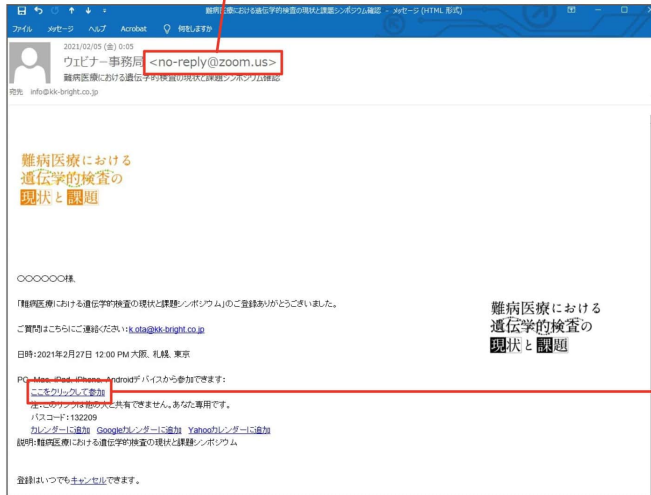 難病医療における遺伝学的検査の現状と課題シンポジウム確認 - メッセージ (HTML 形式)
ファイル メッセージ ヘルプ Acrobat 何をしますか
2021/02/05 (金) 0:05
ウェビナー事務局 <no-reply@zoom.us>
難病医療における遺伝学的検査の現状と課題シンポジウム確認
宛先 info@kk-bright.co.jp
難病医療における
遺伝学的検査の
現状と課題
〇〇〇〇〇〇様、
「難病医療における遺伝学的検査の現状と課題シンポジウム」のご登録ありがとうございました。
ご質問はこちらにご連絡ください: k.ota@kk-bright.co.jp
日時: 2021年2月27日 12:00 PM 大阪、札幌、東京
難病医療における
遺伝学的検査の
現状と課題
PC、Mac、iPad、iPhone、Androidデバイスから参加できます:
ここをクリックして参加
注:このリンクは他の人と共有できません。あなた専用です。
パスコード: 132209
カレンダーに追加 Googleカレンダーに追加 Yahooカレンダーに追加
説明: 難病医療における遺伝学的検査の現状と課題シンポジウム
登録はいつでもキャンセルできます。